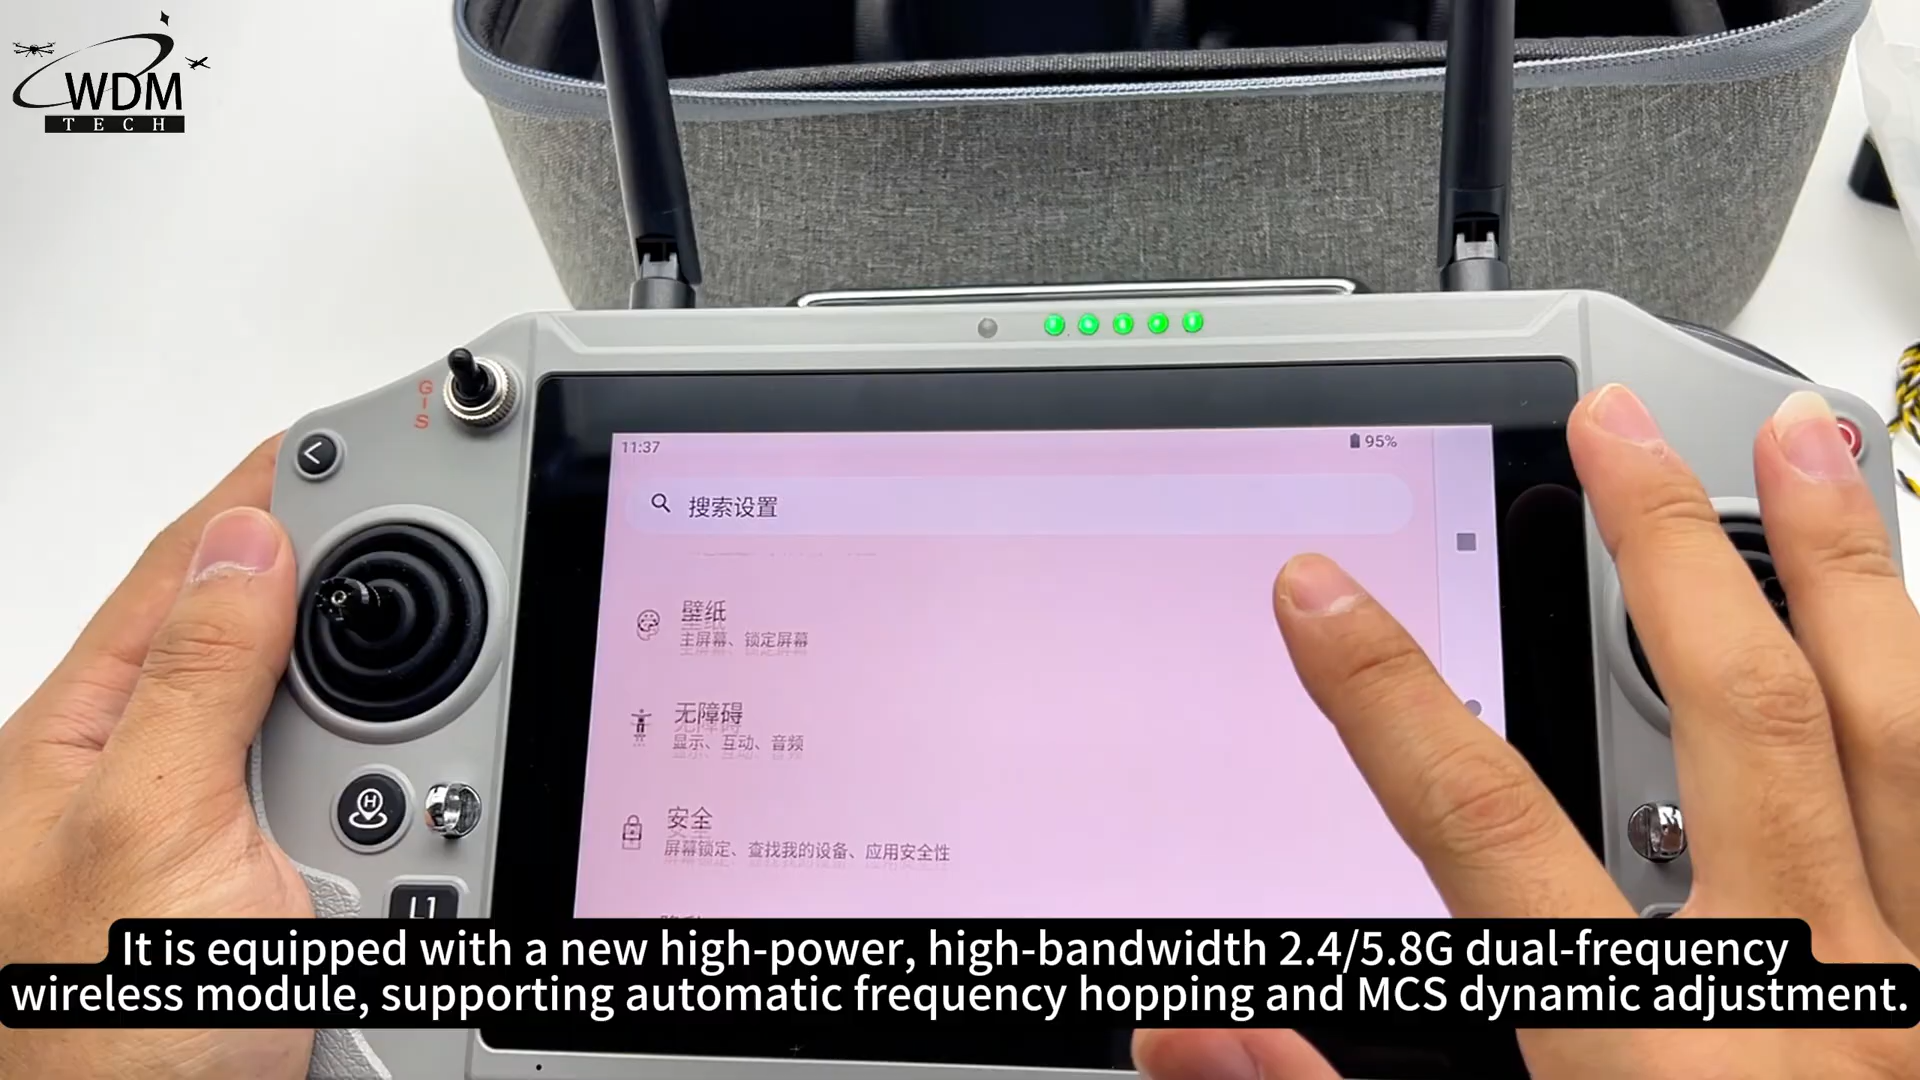 WDM
TECH
G
I
S
11:37
95%
搜索设置
壁纸
主屏幕、锁定屏幕
无障碍
显示、互动、音频
安全
屏幕锁定、查找我的设备、应用安全性
H
L1
It is equipped with a new high-power, high-bandwidth 2.4/5.8G dual-frequency
wireless module, supporting automatic frequency hopping and MCS dynamic adjustment.